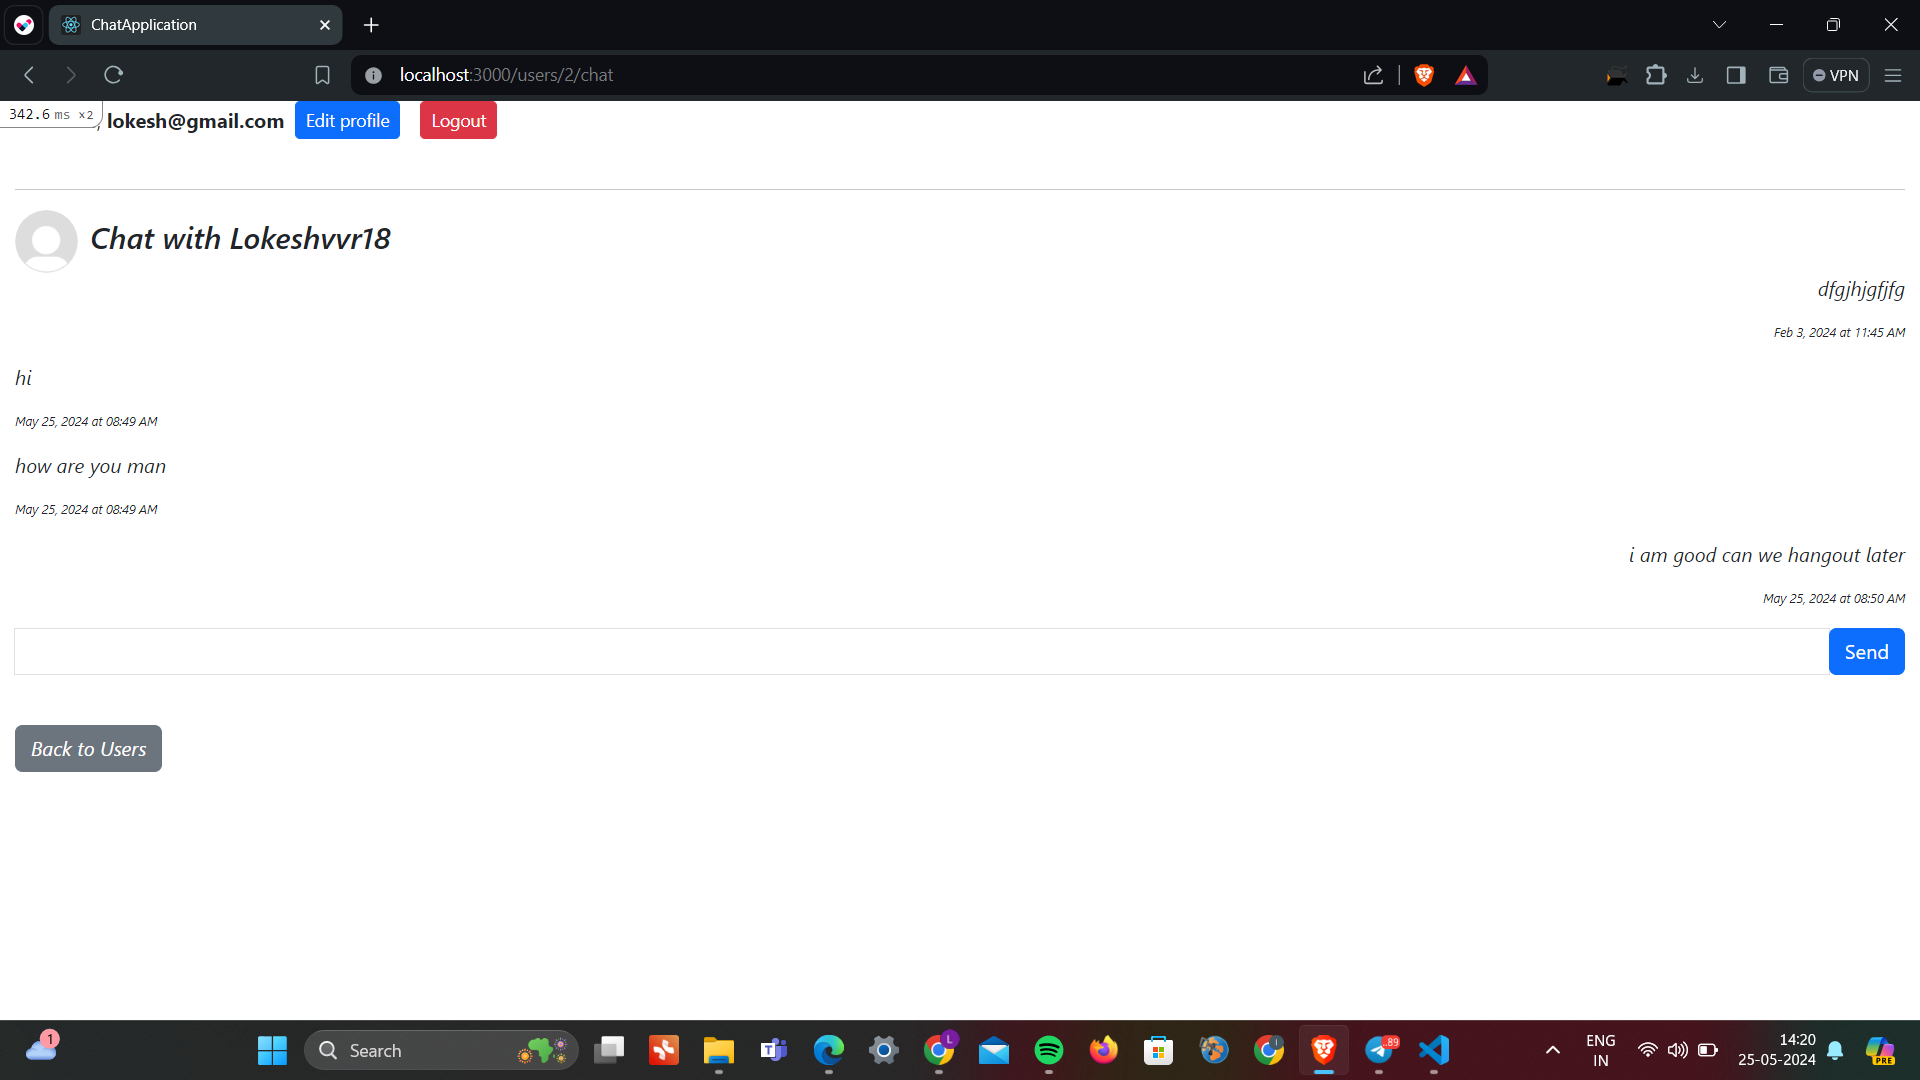 ChatApplication
localhost:3000/users/2/chat
VPN
342.6 ms ×2
lokesh@gmail.com Edit profile Logout
Chat with Lokeshvvr18
dfgjhjgfjfg
Feb 3, 2024 at 11:45 AM
hi
May 25, 2024 at 08:49 AM
how are you man
May 25, 2024 at 08:49 AM
i am good can we hangout later
May 25, 2024 at 08:50 AM
Send
Back to Users
1
Search
L
.89
ENG
IN
14:20
25-05-2024
PRE